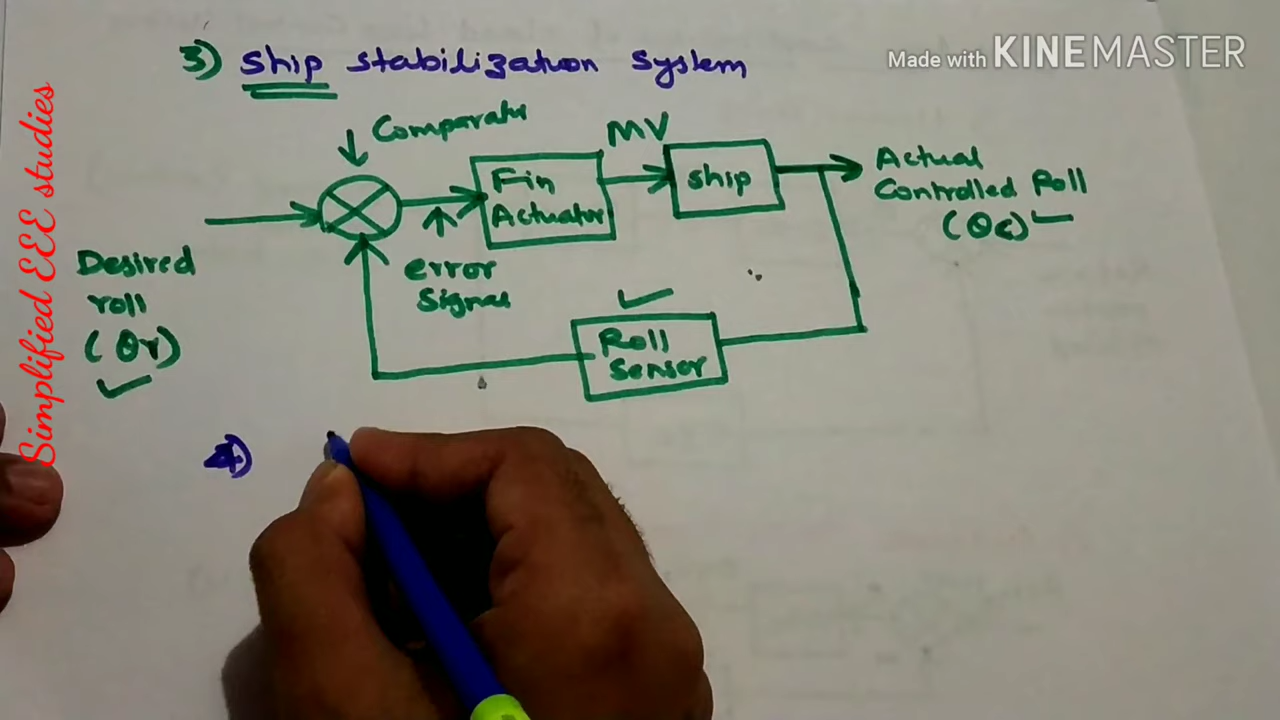 Made with KINEMASTER
Simplified EEE studies
3) Ship stabilization system
Comparator
MV
Fin
Actuator
Ship
Actual
Controlled Roll
(θc)
Desired
roll
(θr)
error
Signal
Roll
Sensor
4)